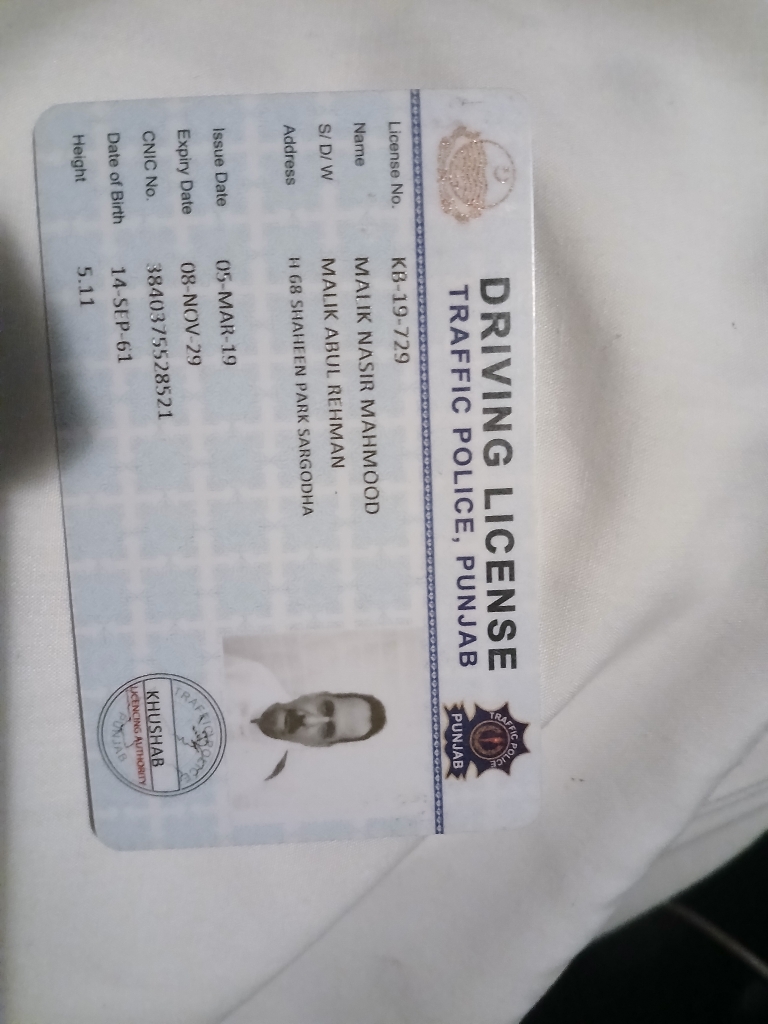 DRIVING LICENSE
TRAFFIC POLICE, PUNJAB
TRAFFIC POLICE
PUNJAB
License No. KB-19-729
Name MALIK NASIR MAHMOOD
S/ D/ W MALIK ABUL REHMAN
Address H 68 SHAHEEN PARK SARGODHA
Issue Date 05-MAR-19
Expiry Date 08-NOV-29
CNIC No. 3840375528521
Date of Birth 14-SEP-61
Height 5.11
KHUSHAB
LICENCING AUTHORITY
PUNJAB